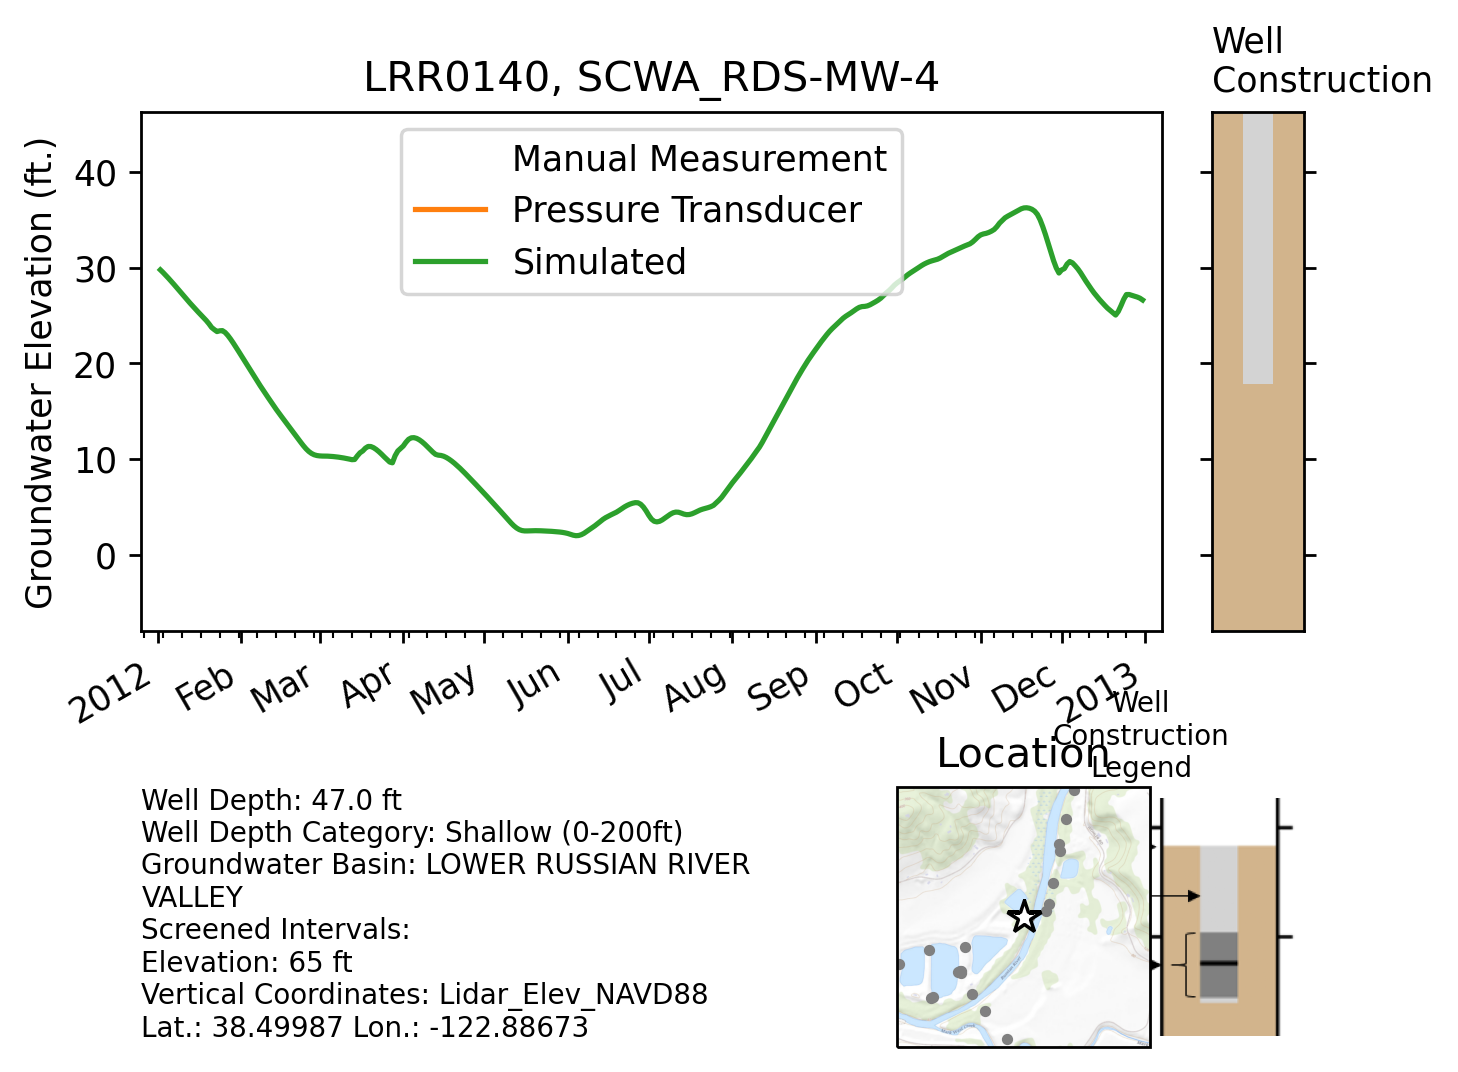 Well
Construction
LRR0140, SCWA_RDS-MW-4
Groundwater Elevation (ft.)
40
30
20
10
0
Manual Measurement
Pressure Transducer
Simulated
2012
Feb
Mar
Apr
May
Jun
Jul
Aug
Sep
Oct
Nov
Dec
2013
Well
Construction
Legend
Location
Well Depth: 47.0 ft
Well Depth Category: Shallow (0-200ft)
Groundwater Basin: LOWER RUSSIAN RIVER
VALLEY
Screened Intervals:
Elevation: 65 ft
Vertical Coordinates: Lidar_Elev_NAVD88
Lat.: 38.49987 Lon.: -122.88673